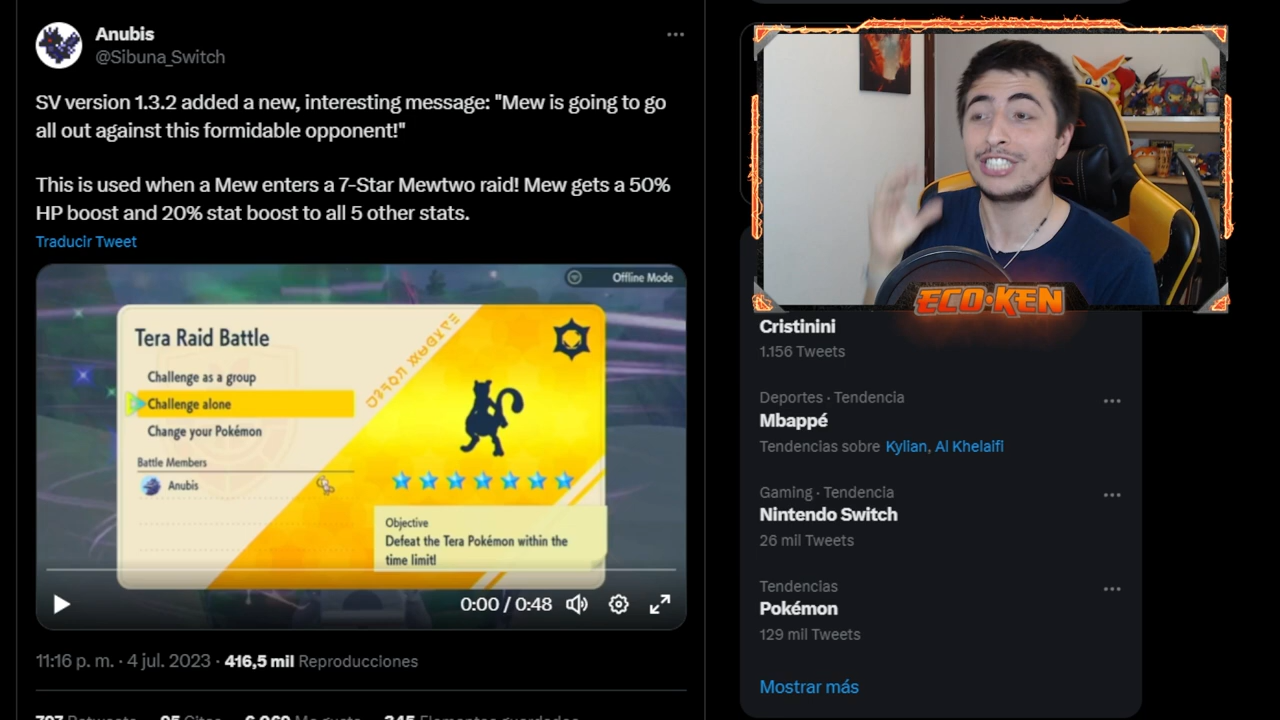 Anubis
@Sibuna_Switch
SV version 1.3.2 added a new, interesting message: "Mew is going to go
all out against this formidable opponent!"
This is used when a Mew enters a 7-Star Mewtwo raid! Mew gets a 50%
HP boost and 20% stat boost to all 5 other stats.
Traducir Tweet
Offline Mode
Tera Raid Battle
Challenge as a group
Challenge alone
Change your Pokémon
Battle Members
Anubis
Objective
Defeat the Tera Pokémon within the
time limit!
0:00 / 0:48
11:16 p. m. · 4 jul. 2023 · 416,5 mil Reproducciones
ECO·KEN
Cristinini
1.156 Tweets
Deportes · Tendencia
Mbappé
Tendencias sobre Kylian, Al Khelaifi
Gaming · Tendencia
Nintendo Switch
26 mil Tweets
Tendencias
Pokémon
129 mil Tweets
Mostrar más